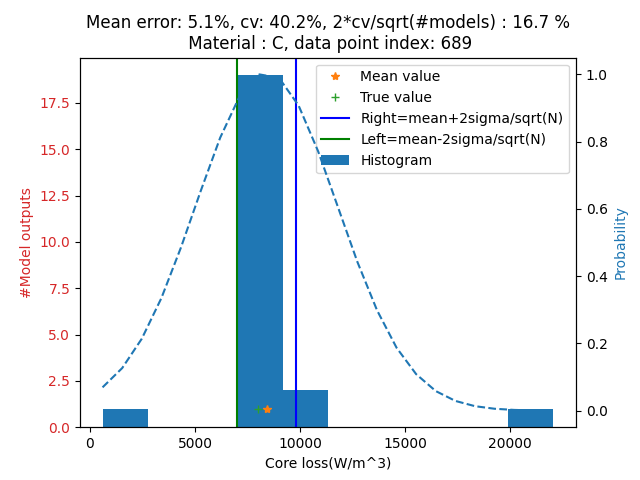 Mean error: 5.1%, cv: 40.2%, 2*cv/sqrt(#models) : 16.7 %
Material : C, data point index: 689
Mean value
True value
Right=mean+2sigma/sqrt(N)
Left=mean-2sigma/sqrt(N)
Histogram
#Model outputs
17.5
15.0
12.5
10.0
7.5
5.0
2.5
0.0
1.0
0.8
0.6
0.4
0.2
0.0
Probability
0
5000
10000
15000
20000
Core loss(W/m^3)